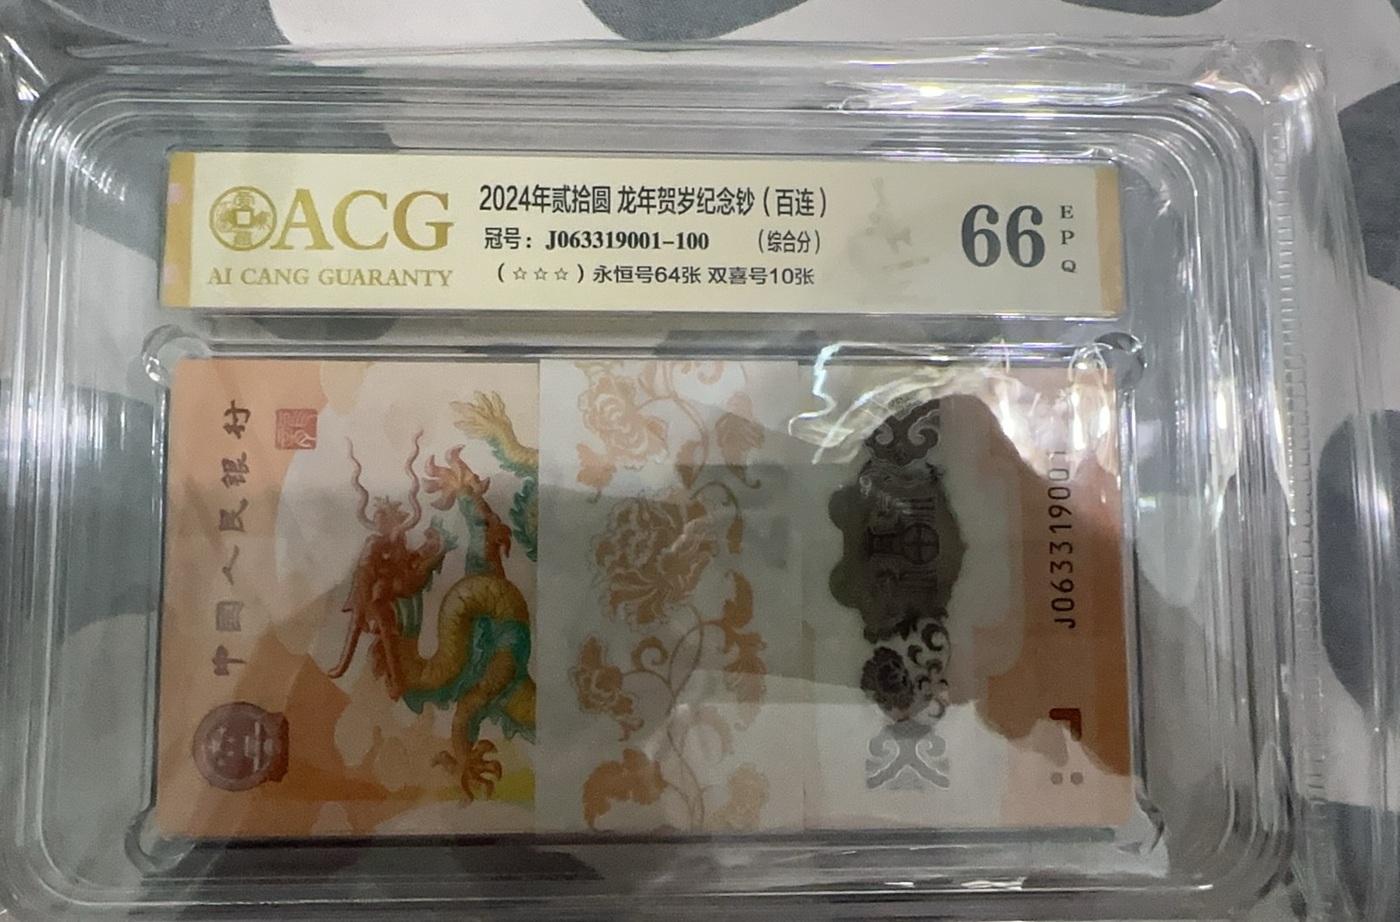 ACG
AI CANG GUARANTY
2024年贰拾圆 龙年贺岁纪念钞（百连）
冠号：J063319001-100 （综合分）
（☆☆☆）永恒号64张 双喜号10张
66
EPQ
中国人民银行
J063319001